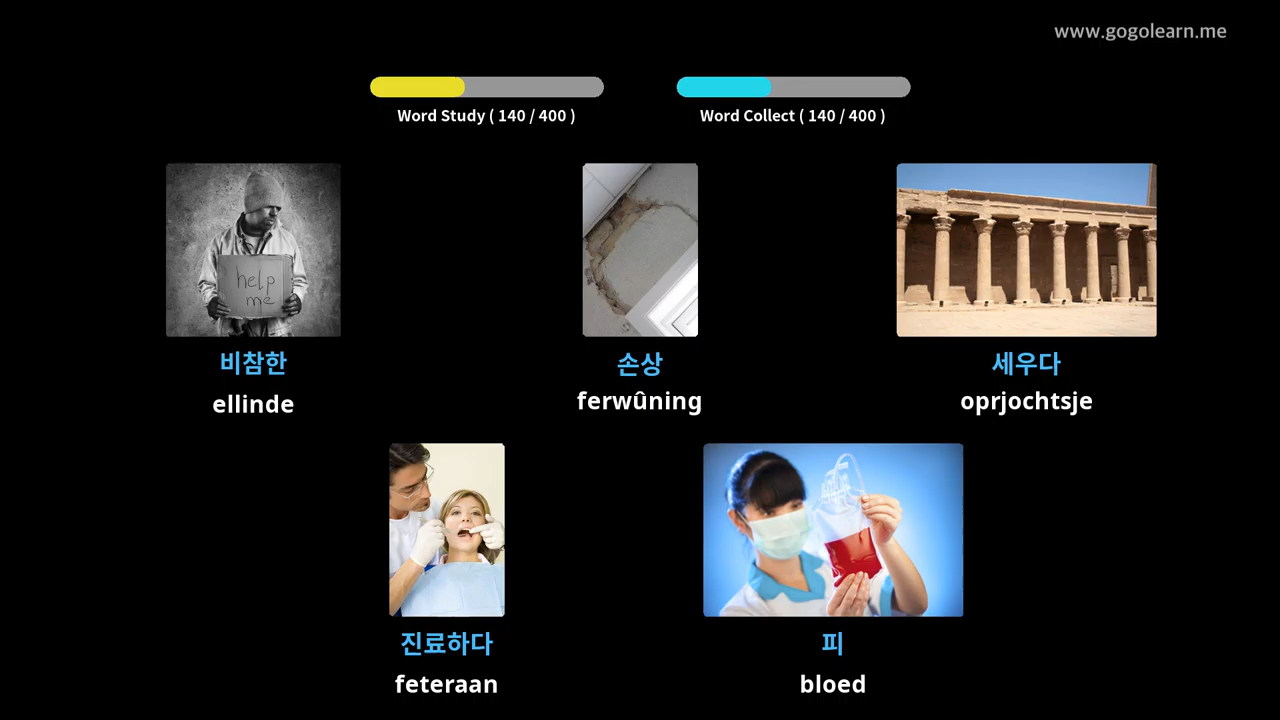 www.gogolearn.me
Word Study ( 140 / 400 )
Word Collect ( 140 / 400 )
help
me
비참한
손상
세우다
ellinde
ferwûning
oprjochtsje
진료하다
피
feteraan
bloed